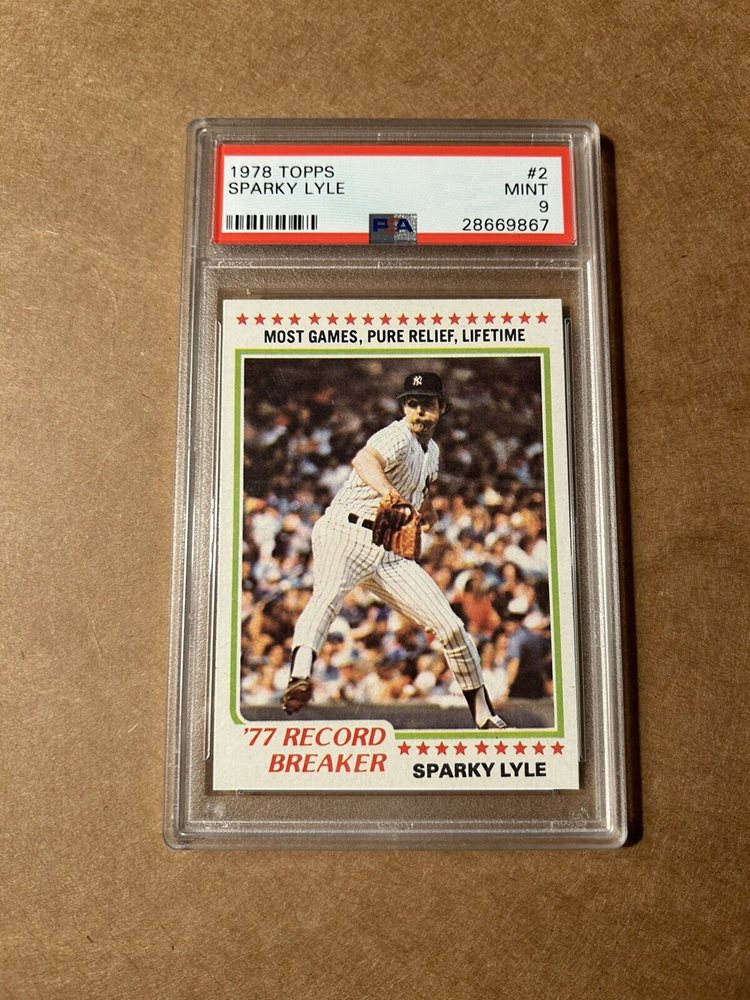 1978 TOPPS #2
SPARKY LYLE MINT
9
PSA 28669867
MOST GAMES, PURE RELIEF, LIFETIME
NY
'77 RECORD
BREAKER
SPARKY LYLE